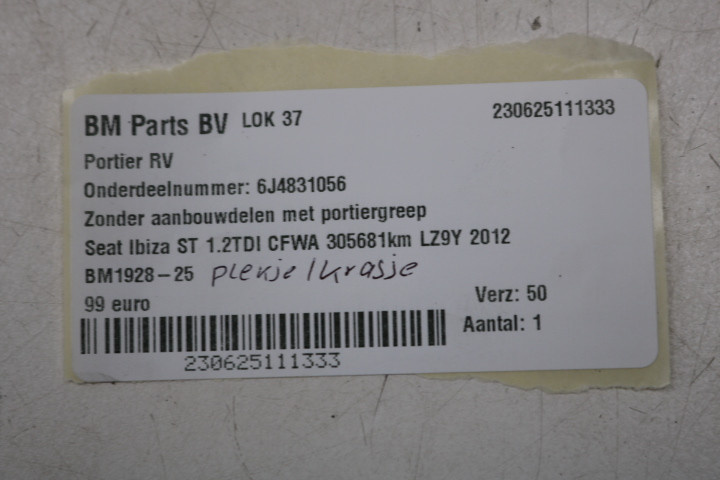 BM Parts BV LOK 37 230625111333
Portier RV
Onderdeelnummer: 6J4831056
Zonder aanbouwdelen met portiergreep
Seat Ibiza ST 1.2TDI CFWA 305681km LZ9Y 2012
BM1928-25 plekje/krasje
99 euro Verz: 50
Aantal: 1
230625111333